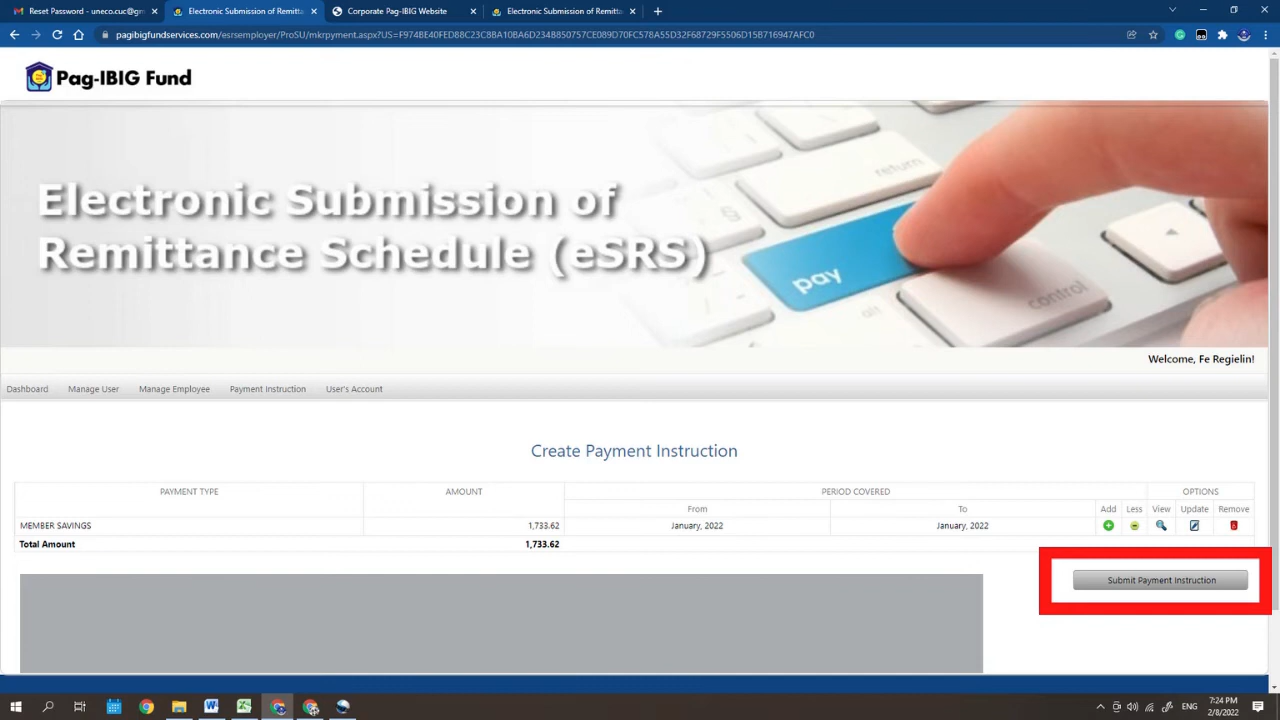 Reset Password - uneco.cuc@gm
Electronic Submission of Remitta
Corporate Pag-IBIG Website
Electronic Submission of Remitta
pagibigfundservices.com/esrsemployer/ProSU/mkrpayment.aspx?US=F974BE40FED88C23C8BA10BA6D234B850757CE089D70FC578A55D32F68729F5506D15B716947AFC0
Pag-IBIG Fund
return
Electronic Submission of
Remittance Schedule (eSRS)
pay
control
alt
Welcome, Fe Regielin!
Dashboard Manage User Manage Employee Payment Instruction User's Account
Create Payment Instruction
PAYMENT TYPE AMOUNT PERIOD COVERED OPTIONS
From To Add Less View Update Remove
MEMBER SAVINGS 1,733.62 January, 2022 January, 2022
Total Amount 1,733.62
Submit Payment Instruction
ENG
7:24 PM
2/8/2022